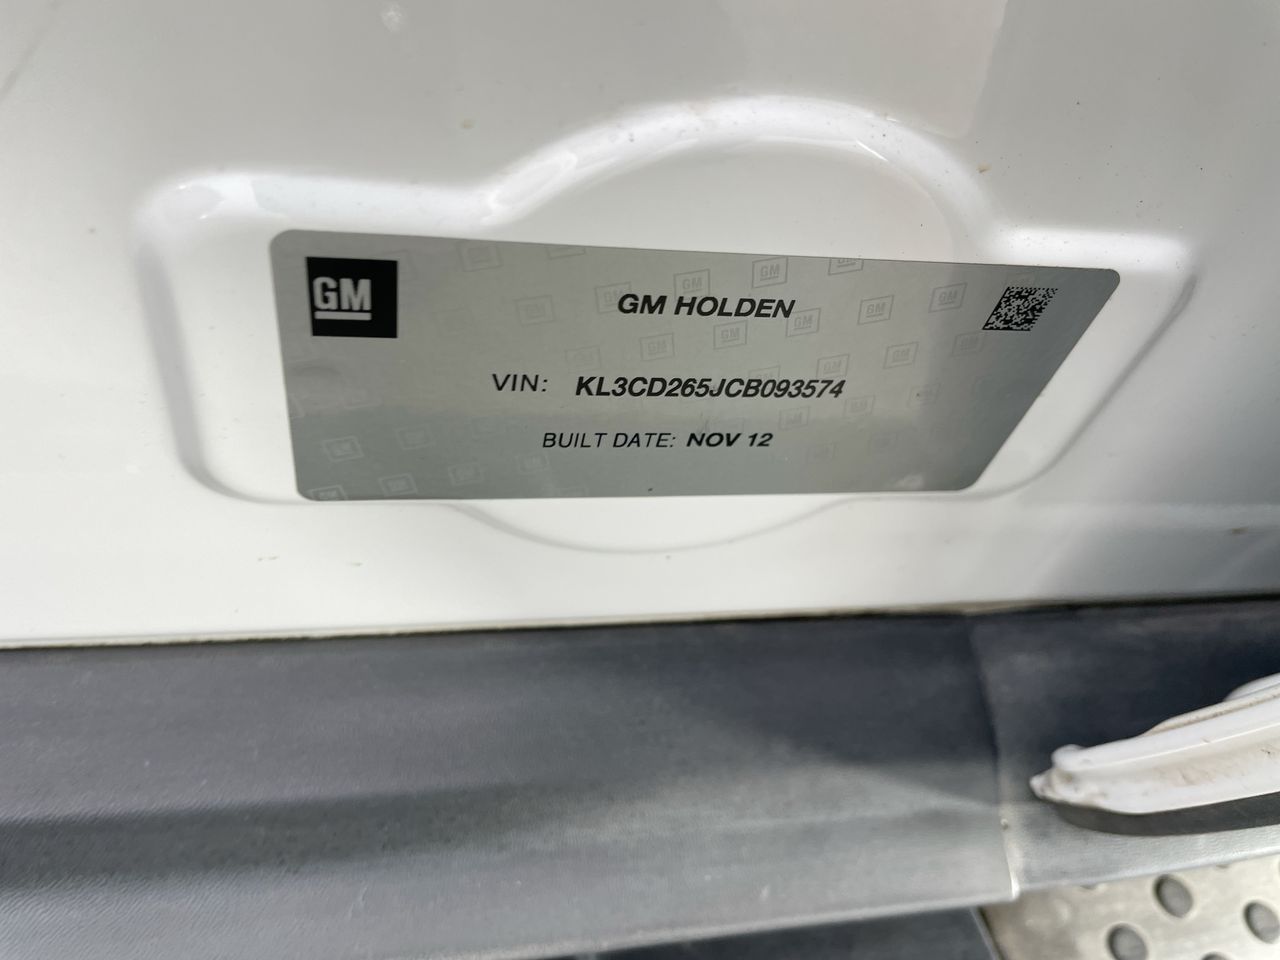 GM
GM HOLDEN
VIN: KL3CD265JCB093574
BUILT DATE: NOV 12